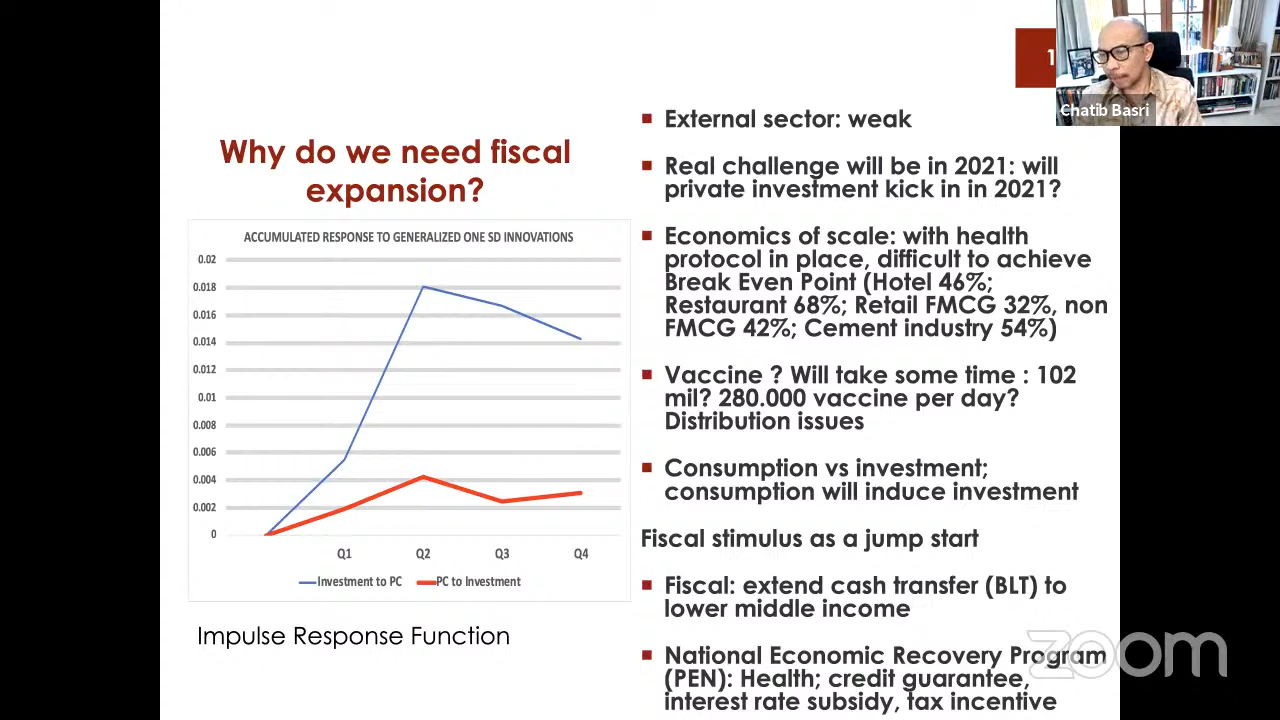 1
Chatib Basri
Why do we need fiscal
expansion?
ACCUMULATED RESPONSE TO GENERALIZED ONE SD INNOVATIONS
0.02
0.018
0.016
0.014
0.012
0.01
0.008
0.006
0.004
0.002
0
Q1 Q2 Q3 Q4
Investment to PC PC to Investment
Impulse Response Function
External sector: weak
Real challenge will be in 2021: will
private investment kick in in 2021?
Economics of scale: with health
protocol in place, difficult to achieve
Break Even Point (Hotel 46%;
Restaurant 68%; Retail FMCG 32%, non
FMCG 42%; Cement industry 54%)
Vaccine ? Will take some time : 102
mil? 280.000 vaccine per day?
Distribution issues
Consumption vs investment;
consumption will induce investment
Fiscal stimulus as a jump start
Fiscal: extend cash transfer (BLT) to
lower middle income
National Economic Recovery Program
(PEN): Health; credit guarantee,
interest rate subsidy, tax incentive
zoom